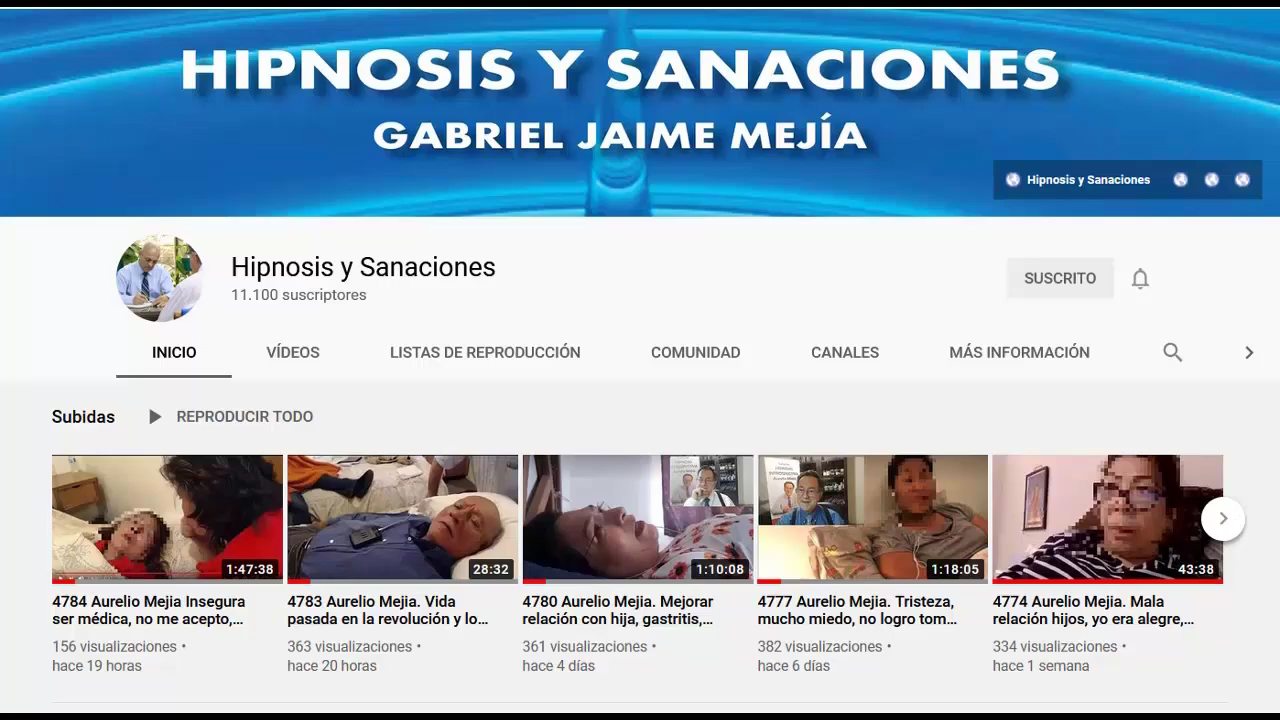 HIPNOSIS Y SANACIONES
GABRIEL JAIME MEJÍA
Hipnosis y Sanaciones
Hipnosis y Sanaciones
11.100 suscriptores
SUSCRITO
INICIO VÍDEOS LISTAS DE REPRODUCCIÓN COMUNIDAD CANALES MÁS INFORMACIÓN
Subidas REPRODUCIR TODO
1:47:38
28:32
1:10:08
1:18:05
43:38
4784 Aurelio Mejia Insegura
ser médica, no me acepto,...
156 visualizaciones •
hace 19 horas
4783 Aurelio Mejia. Vida
pasada en la revolución y lo...
363 visualizaciones •
hace 20 horas
4780 Aurelio Mejia. Mejorar
relación con hija, gastritis,...
361 visualizaciones •
hace 4 días
4777 Aurelio Mejia. Tristeza,
mucho miedo, no logro tom...
382 visualizaciones •
hace 6 días
4774 Aurelio Mejia. Mala
relación hijos, yo era alegre,...
334 visualizaciones •
hace 1 semana